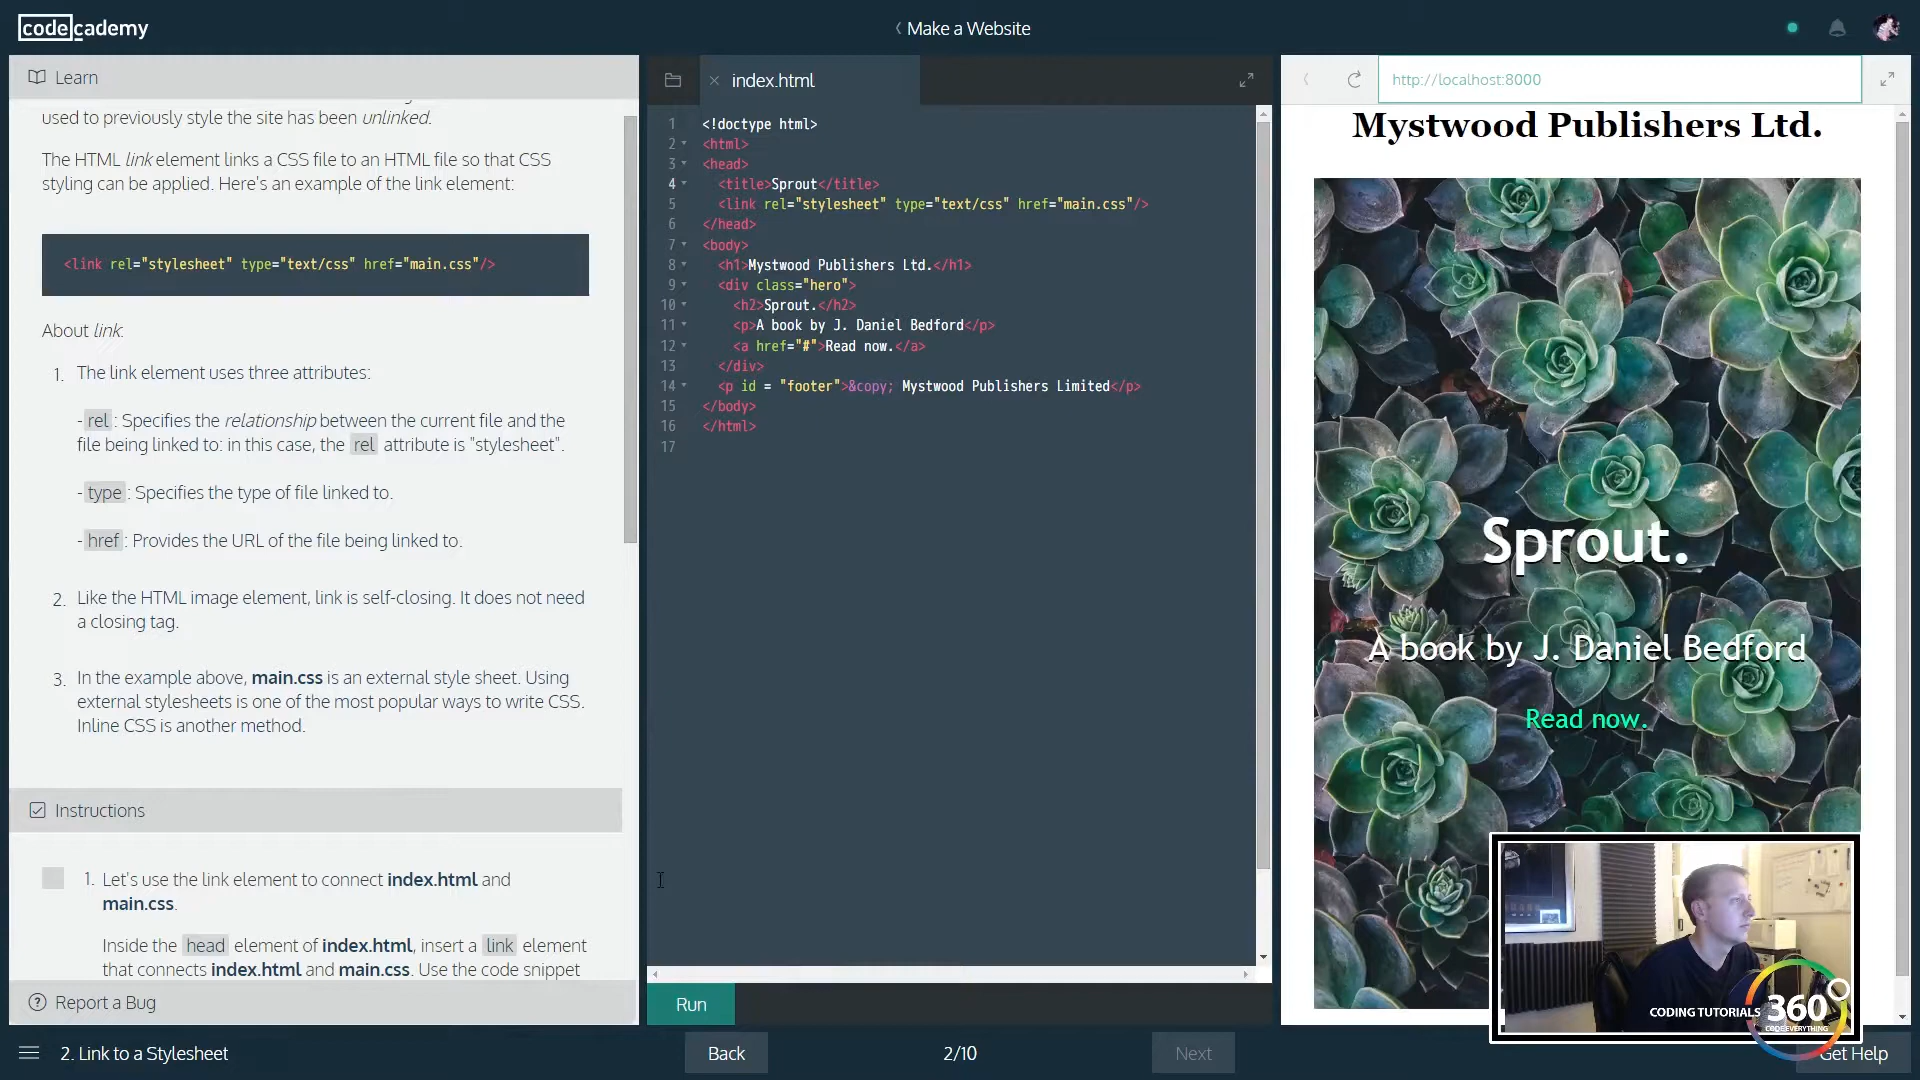 codecademy
Make a Website
Learn
used to previously style the site has been unlinked.
The HTML link element links a CSS file to an HTML file so that CSS
styling can be applied. Here's an example of the link element:
<link rel="stylesheet" type="text/css" href="main.css"/>
About link:
1. The link element uses three attributes:
- rel: Specifies the relationship between the current file and the
file being linked to: in this case, the rel attribute is "stylesheet".
- type: Specifies the type of file linked to.
- href: Provides the URL of the file being linked to.
2. Like the HTML image element, link is self-closing. It does not need
a closing tag.
3. In the example above, main.css is an external style sheet. Using
external stylesheets is one of the most popular ways to write CSS.
Inline CSS is another method.
Instructions
1. Let's use the link element to connect index.html and
main.css.
Inside the head element of index.html, insert a link element
that connects index.html and main.css. Use the code snippet
Report a Bug
index.html
1 <!doctype html>
2 <html>
3 <head>
4 <title>Sprout</title>
5 <link rel="stylesheet" type="text/css" href="main.css"/>
6 </head>
7 <body>
8 <h1>Mystwood Publishers Ltd.</h1>
9 <div class="hero">
10 <h2>Sprout.</h2>
11 <p>A book by J. Daniel Bedford</p>
12 <a href="#">Read now.</a>
13 </div>
14 <p id = "footer">&copy; Mystwood Publishers Limited</p>
15 </body>
16 </html>
17
Run
http://localhost:8000
Mystwood Publishers Ltd.
Sprout.
A book by J. Daniel Bedford
Read now.
CODING TUTORIALS 360
CODE EVERYTHING
2. Link to a Stylesheet
Back
2/10
Next
Get Help